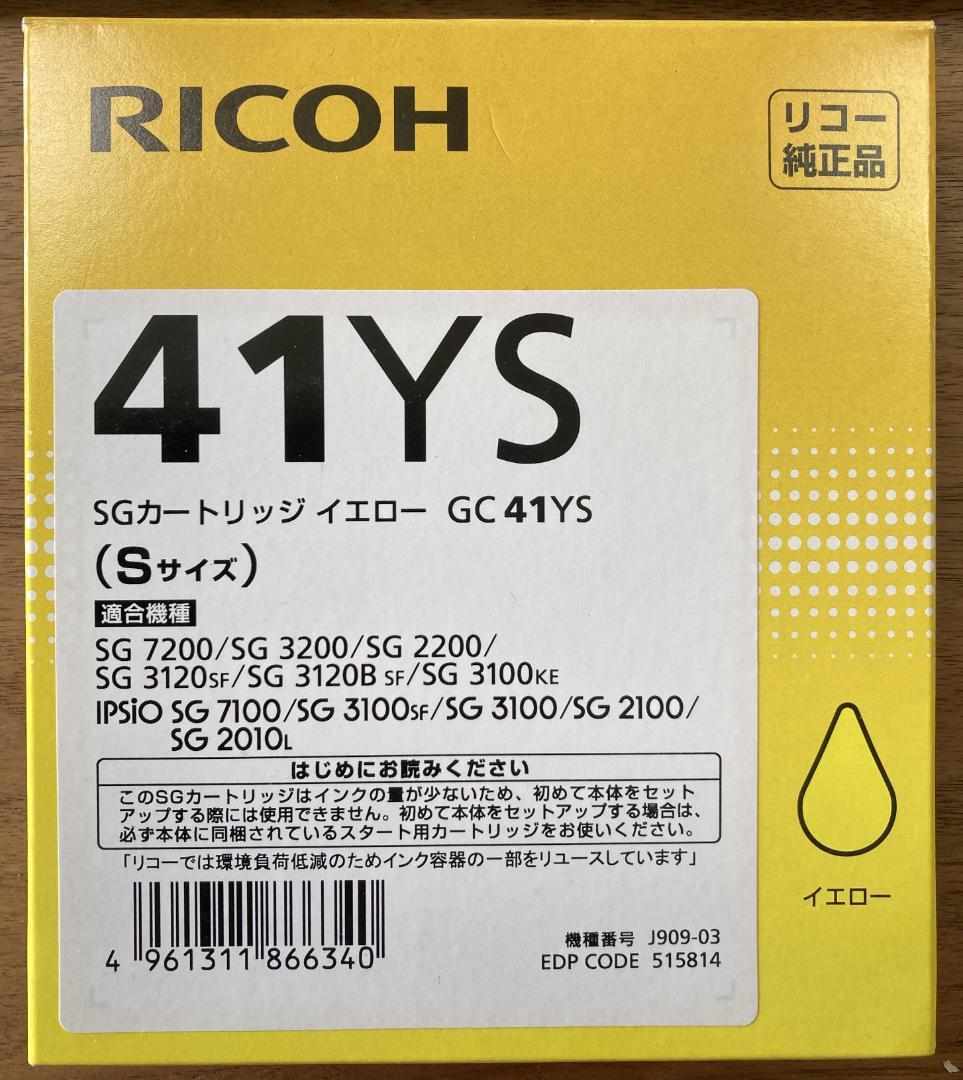 RICOH
リコー
純正品
41YS
SGカートリッジ イエロー GC 41YS
(Sサイズ)
適合機種
SG 7200/SG 3200/SG 2200/
SG 3120SF/SG 3120B SF/SG 3100KE
IPSiO SG 7100/SG 3100SF/SG 3100/SG 2100/
SG 2010L
はじめにお読みください
このSGカートリッジはインクの量が少ないため、初めて本体をセット
アップする際には使用できません。初めて本体をセットアップする場合は、
必ず本体に同梱されているスタート用カートリッジをお使いください。
「リコーでは環境負荷低減のためインク容器の一部をリユースしています」
4 961311 866340
機種番号 J909-03
EDP CODE 515814
イエロー